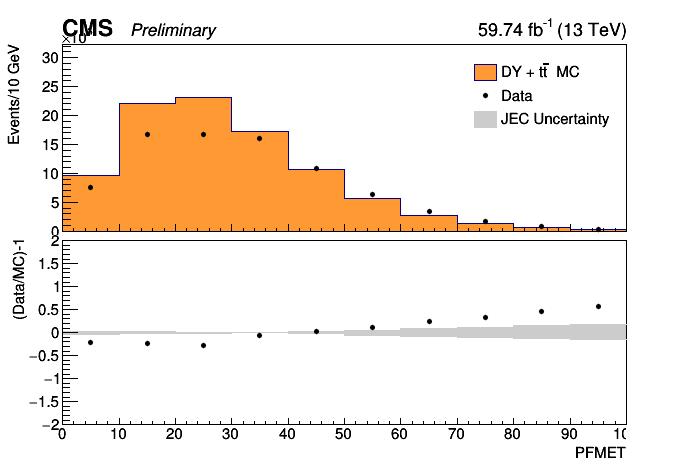 CMS Preliminary 59.74 fb-1 (13 TeV)
Events/10 GeV
30
25
20
15
10
5
0
DY + tt̄ MC
Data
JEC Uncertainty
(Data/MC)-1
2
1.5
1
0.5
0
−0.5
−1
−1.5
−2
0 10 20 30 40 50 60 70 80 90
PFMET